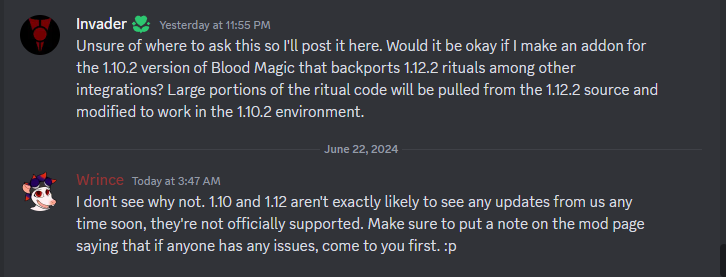 Invader Yesterday at 11:55 PM
Unsure of where to ask this so I'll post it here. Would it be okay if I make an addon for
the 1.10.2 version of Blood Magic that backports 1.12.2 rituals among other
integrations? Large portions of the ritual code will be pulled from the 1.12.2 source and
modified to work in the 1.10.2 environment.
June 22, 2024
Wrince Today at 3:47 AM
I don't see why not. 1.10 and 1.12 aren't exactly likely to see any updates from us any
time soon, they're not officially supported. Make sure to put a note on the mod page
saying that if anyone has any issues, come to you first. :p